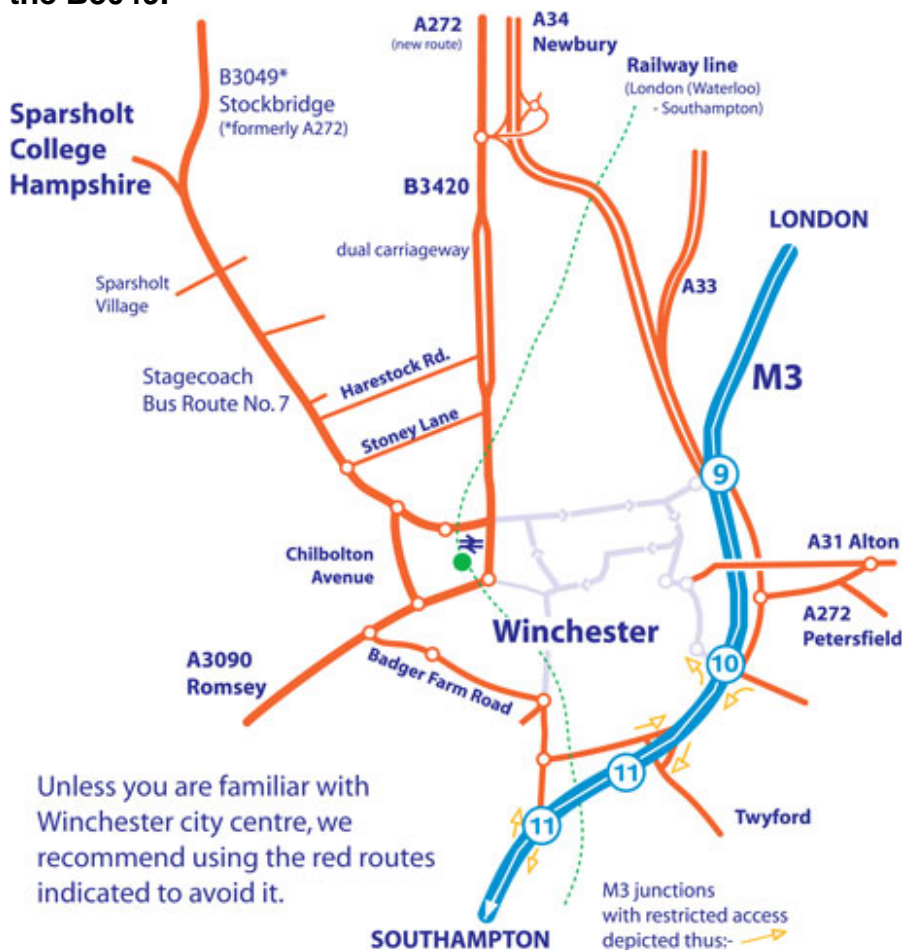 A272
(new route)
A34
Newbury
B3049*
Stockbridge
(*formerly A272)
Railway line
(London (Waterloo)
- Southampton)
Sparsholt
College
Hampshire
B3420
LONDON
dual carriageway
Sparsholt
Village
A33
M3
Stagecoach
Bus Route No. 7
Harestock Rd.
Stoney Lane
9
Chilbolton
Avenue
A31 Alton
A272
Petersfield
Winchester
A3090
Romsey
Badger Farm Road
10
11
11
Twyford
Unless you are familiar with
Winchester city centre, we
recommend using the red routes
indicated to avoid it.
M3 junctions
with restricted access
depicted thus:-
SOUTHAMPTON